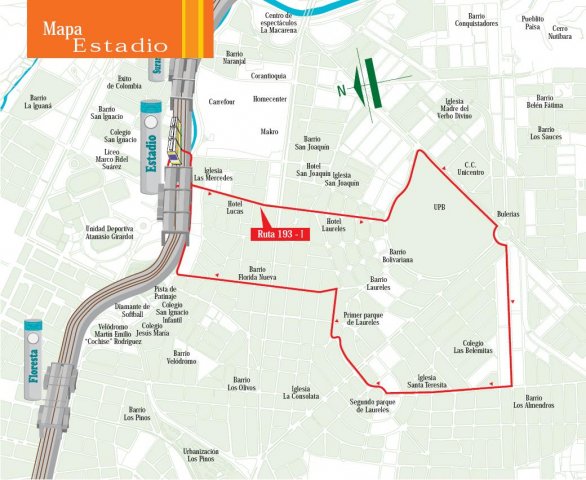 Mapa
Estadio
Centro de
espectáculos
La Macarena
Barrio
Conquistadores
Pueblito
Paisa
Cerro
Nutibara
Barrio
Naranjal
Corantioquia
Éxito
de Colombia
Barrio
La Iguaná
Barrio
San Ignacio
Carrefour
Homecenter
Iglesia
Madre del
Verbo Divino
Barrio
Belén Fátima
Barrio
Los Sauces
Colegio
San Ignacio
Makro
Barrio
San Joaquín
Liceo
Marco Fidel
Suárez
Estadio
N
Iglesia
Las Mercedes
Hotel
San Joaquín
Iglesia
San Joaquín
C.C.
Unicentro
Hotel
Lucas
UPB
Bulerías
Hotel
Laureles
Ruta 193 - I
Unidad Deportiva
Atanasio Girardot
Barrio
Bolivariana
Barrio
Florida Nueva
Barrio
Laureles
Pista de
Patinaje
Diamante de
Softball
Colegio
San Ignacio
Infantil
Primer parque
de Laureles
Velódromo
Martín Emilio
"Cochise" Rodríguez
Colegio
Jesús María
Colegio
Las Belemitas
Floresta
Barrio
Velódromo
Barrio
Los Olivos
Iglesia
La Consolata
Iglesia
Santa Teresita
Segundo parque
de Laureles
Barrio
Los Almendros
Barrio
Los Pinos
Urbanización
Los Pinos